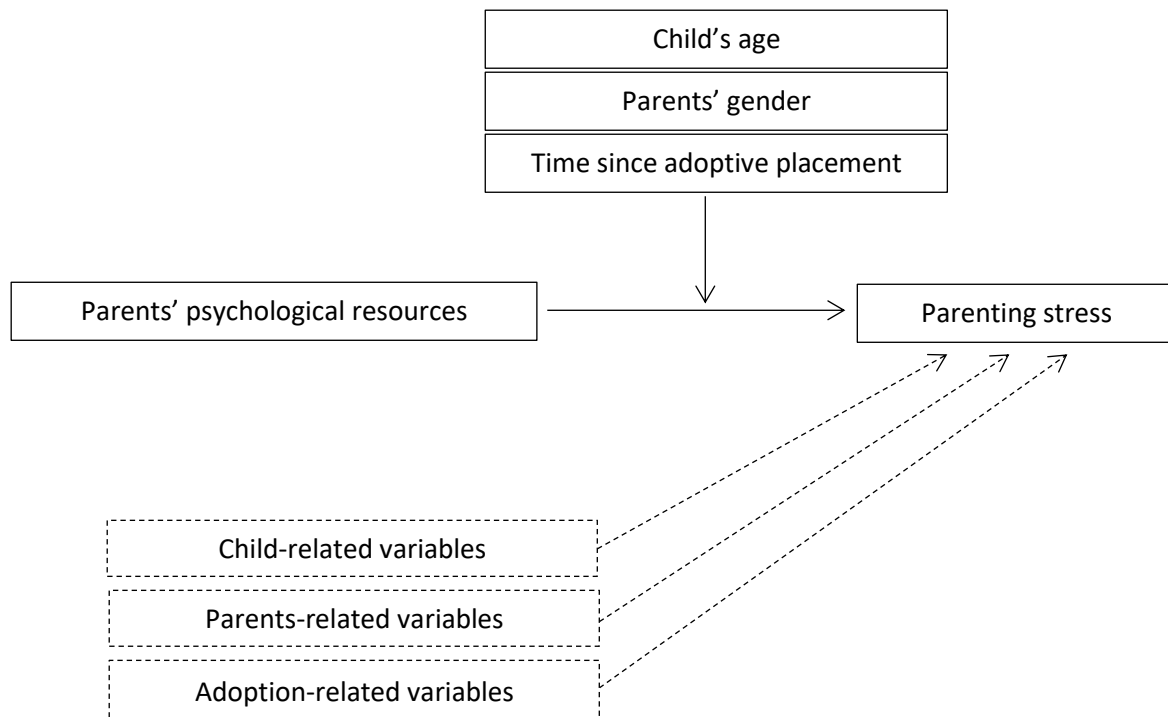 Child’s age
Parents’ gender
Time since adoptive placement
Parents’ psychological resources
Parenting stress
Child-related variables
Parents-related variables
Adoption-related variables